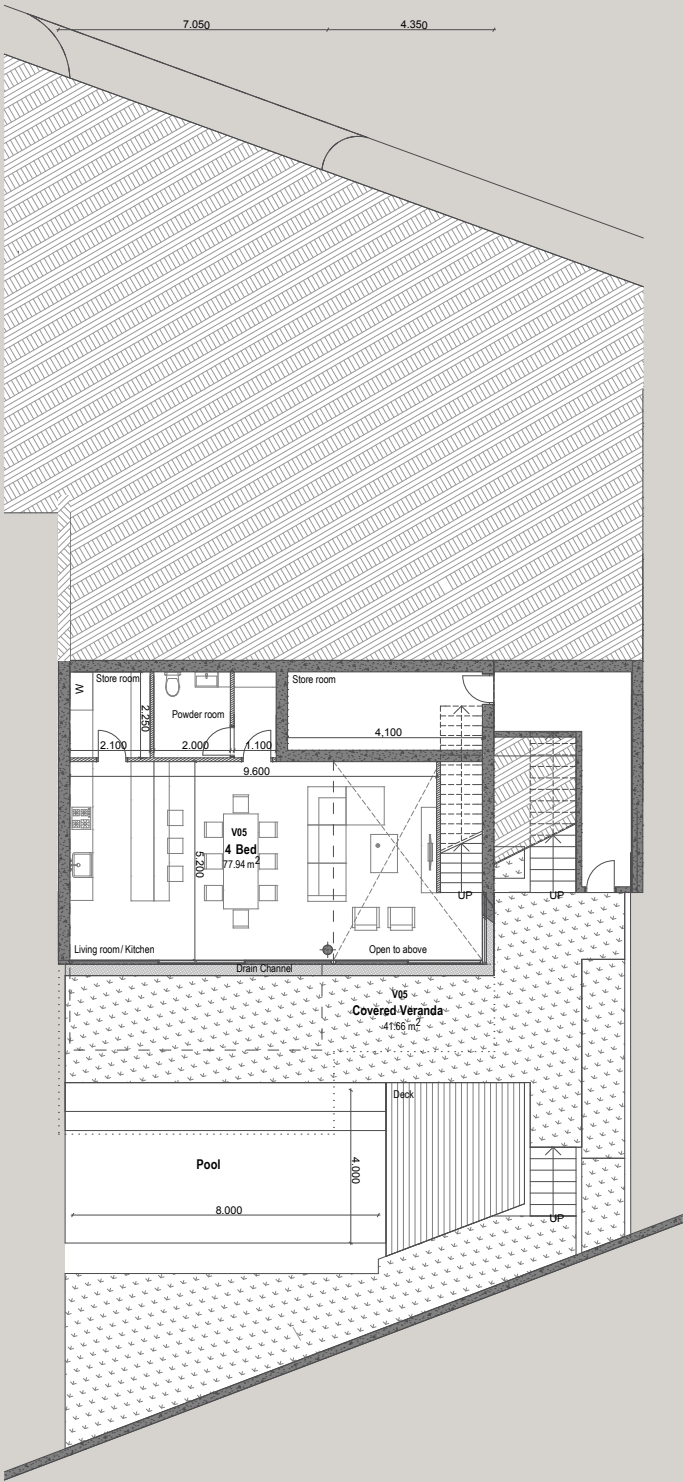 7.050
4.350
Store room
Store room
W
2.250
Powder room
4,100
2.100
2.000
1.100
9.600
V05
4 Bed
77.94 m2
5.200
UP
UP
Living room/ Kitchen
Open to above
Drain Channel
V05
Covered Veranda
41.66 m2
Deck
Pool
4.000
8.000
UP